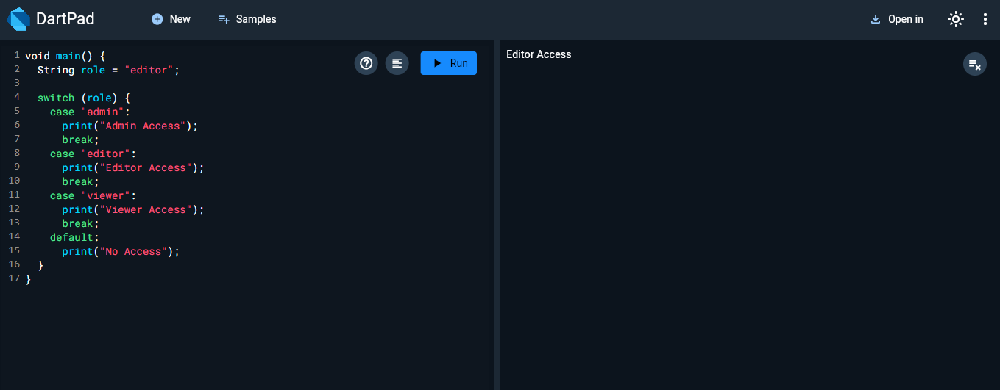 DartPad New Samples Open in
Run
1 void main() {
2   String role = "editor";
3
4   switch (role) {
5     case "admin":
6       print("Admin Access");
7       break;
8     case "editor":
9       print("Editor Access");
10       break;
11     case "viewer":
12       print("Viewer Access");
13       break;
14     default:
15       print("No Access");
16   }
17 }
Editor Access